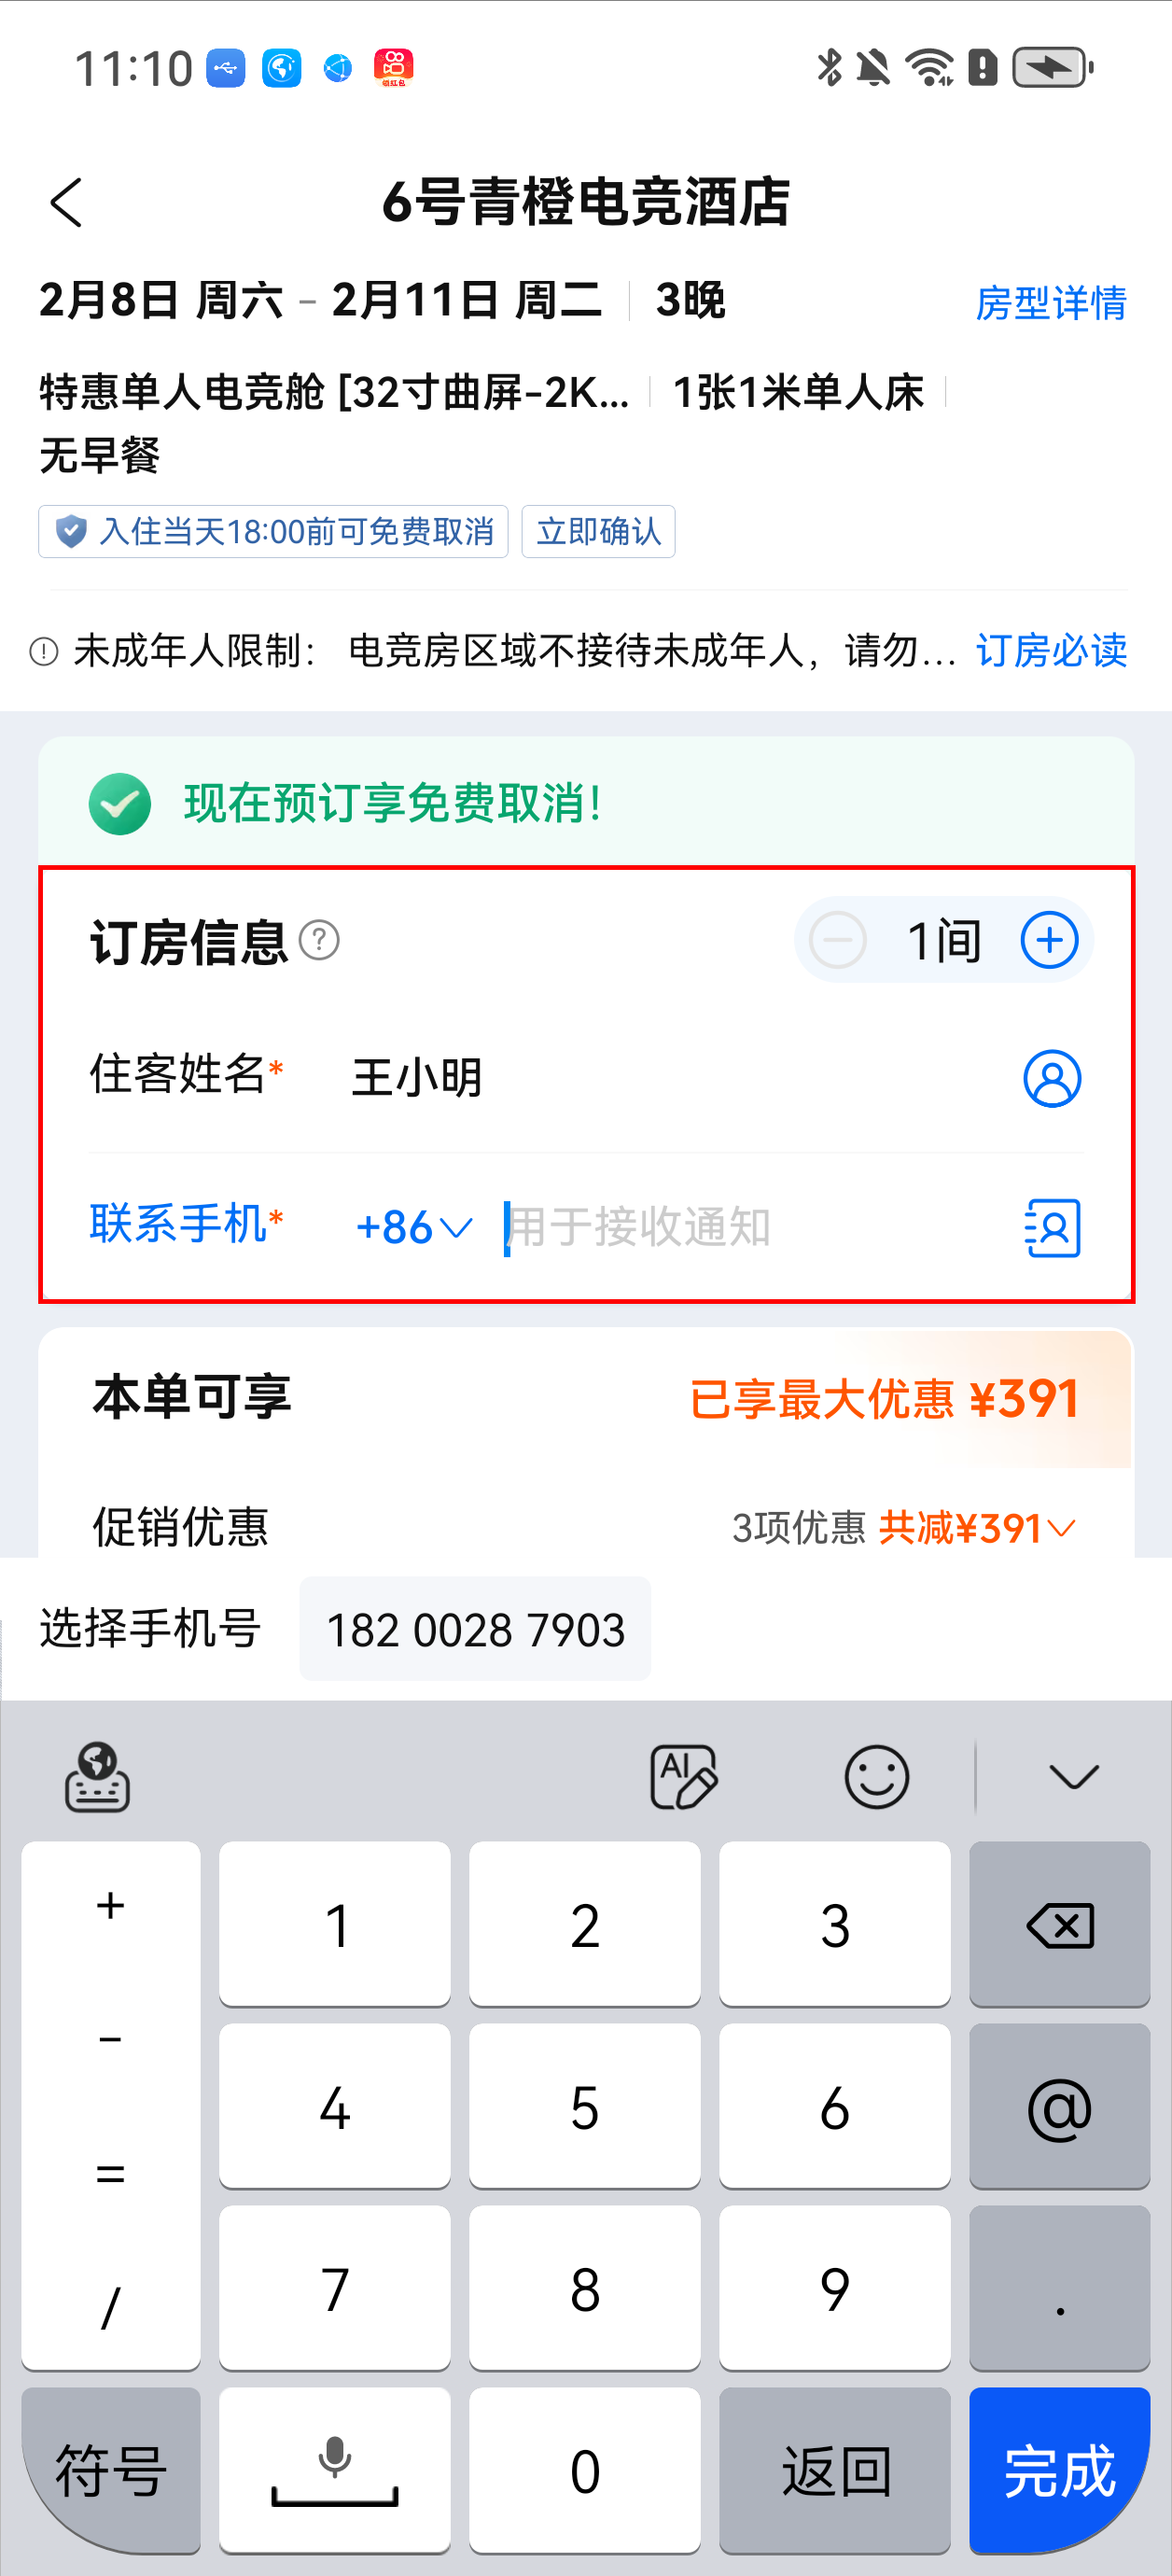 11:10
领红包
6号青橙电竞酒店
2月8日 周六 - 2月11日 周二 3晚 房型详情
特惠单人电竞舱 [32寸曲屏-2K... 1张1米单人床
无早餐
入住当天18:00前可免费取消 立即确认
未成年人限制： 电竞房区域不接待未成年人，请勿... 订房必读
现在预订享免费取消！
订房信息 ? 1间
住客姓名* 王小明
联系手机* +86 用于接收通知
本单可享 已享最大优惠 ¥391
促销优惠 3项优惠 共减¥391
选择手机号 182 0028 7903
AI
+ 1 2 3
- 4 5 6 @
=
/ 7 8 9 .
符号 0 返回 完成